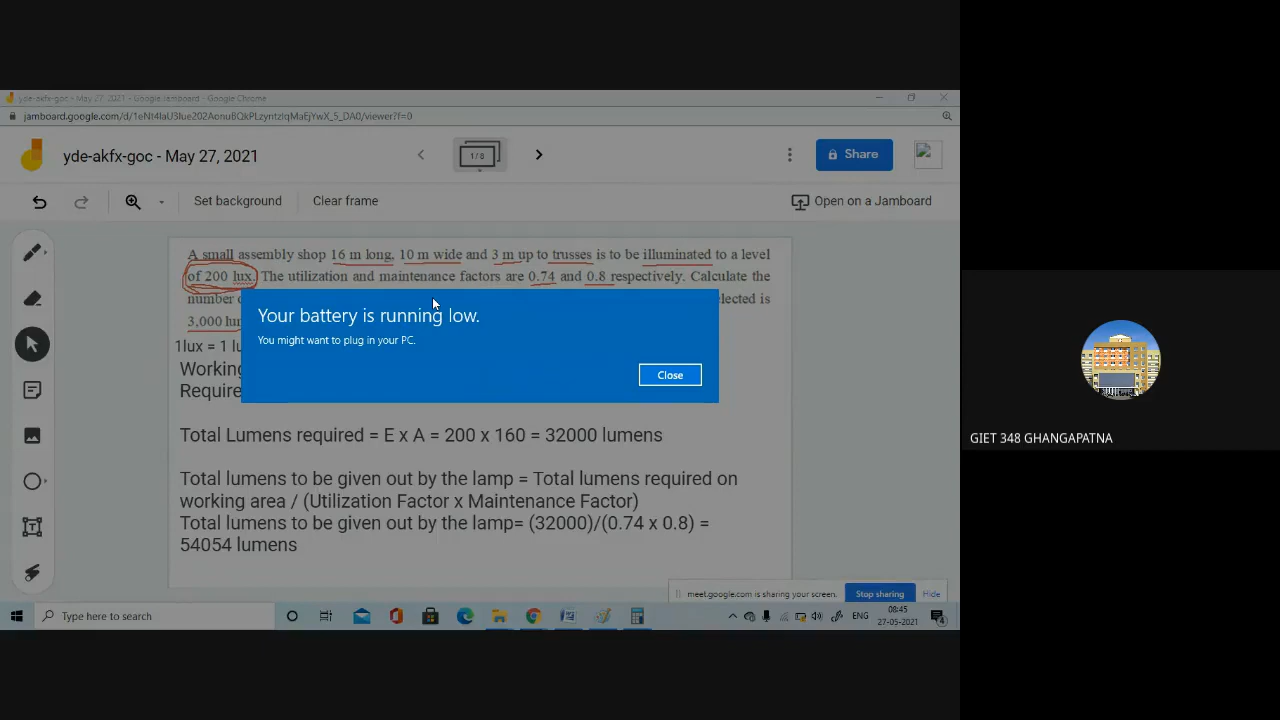 yde-akfx-goc - May 27, 2021 - Google Jamboard - Google Chrome
jamboard.google.com/d/1eNt4laU3lue202AonuBQkPLzyntzIqMaEjYwX_5_DA0/viewer?f=0
yde-akfx-goc - May 27, 2021
1/8
Share
Set background
Clear frame
Open on a Jamboard
A small assembly shop 16 m long, 10 m wide and 3 m up to trusses is to be illuminated to a level
of 200 lux. The utilization and maintenance factors are 0.74 and 0.8 respectively. Calculate the
number
3,000
1lux = 1
Your battery is running low.
You might want to plug in your PC.
Close
Total Lumens required = E x A = 200 x 160 = 32000 lumens
Total lumens to be given out by the lamp = Total lumens required on
working area / (Utilization Factor x Maintenance Factor)
Total lumens to be given out by the lamp= (32000)/(0.74 x 0.8) =
54054 lumens
GIET 348 GHANGAPATNA
meet.google.com is sharing your screen.
Stop sharing
Hide
Type here to search
ENG
08:45
27-05-2021
4